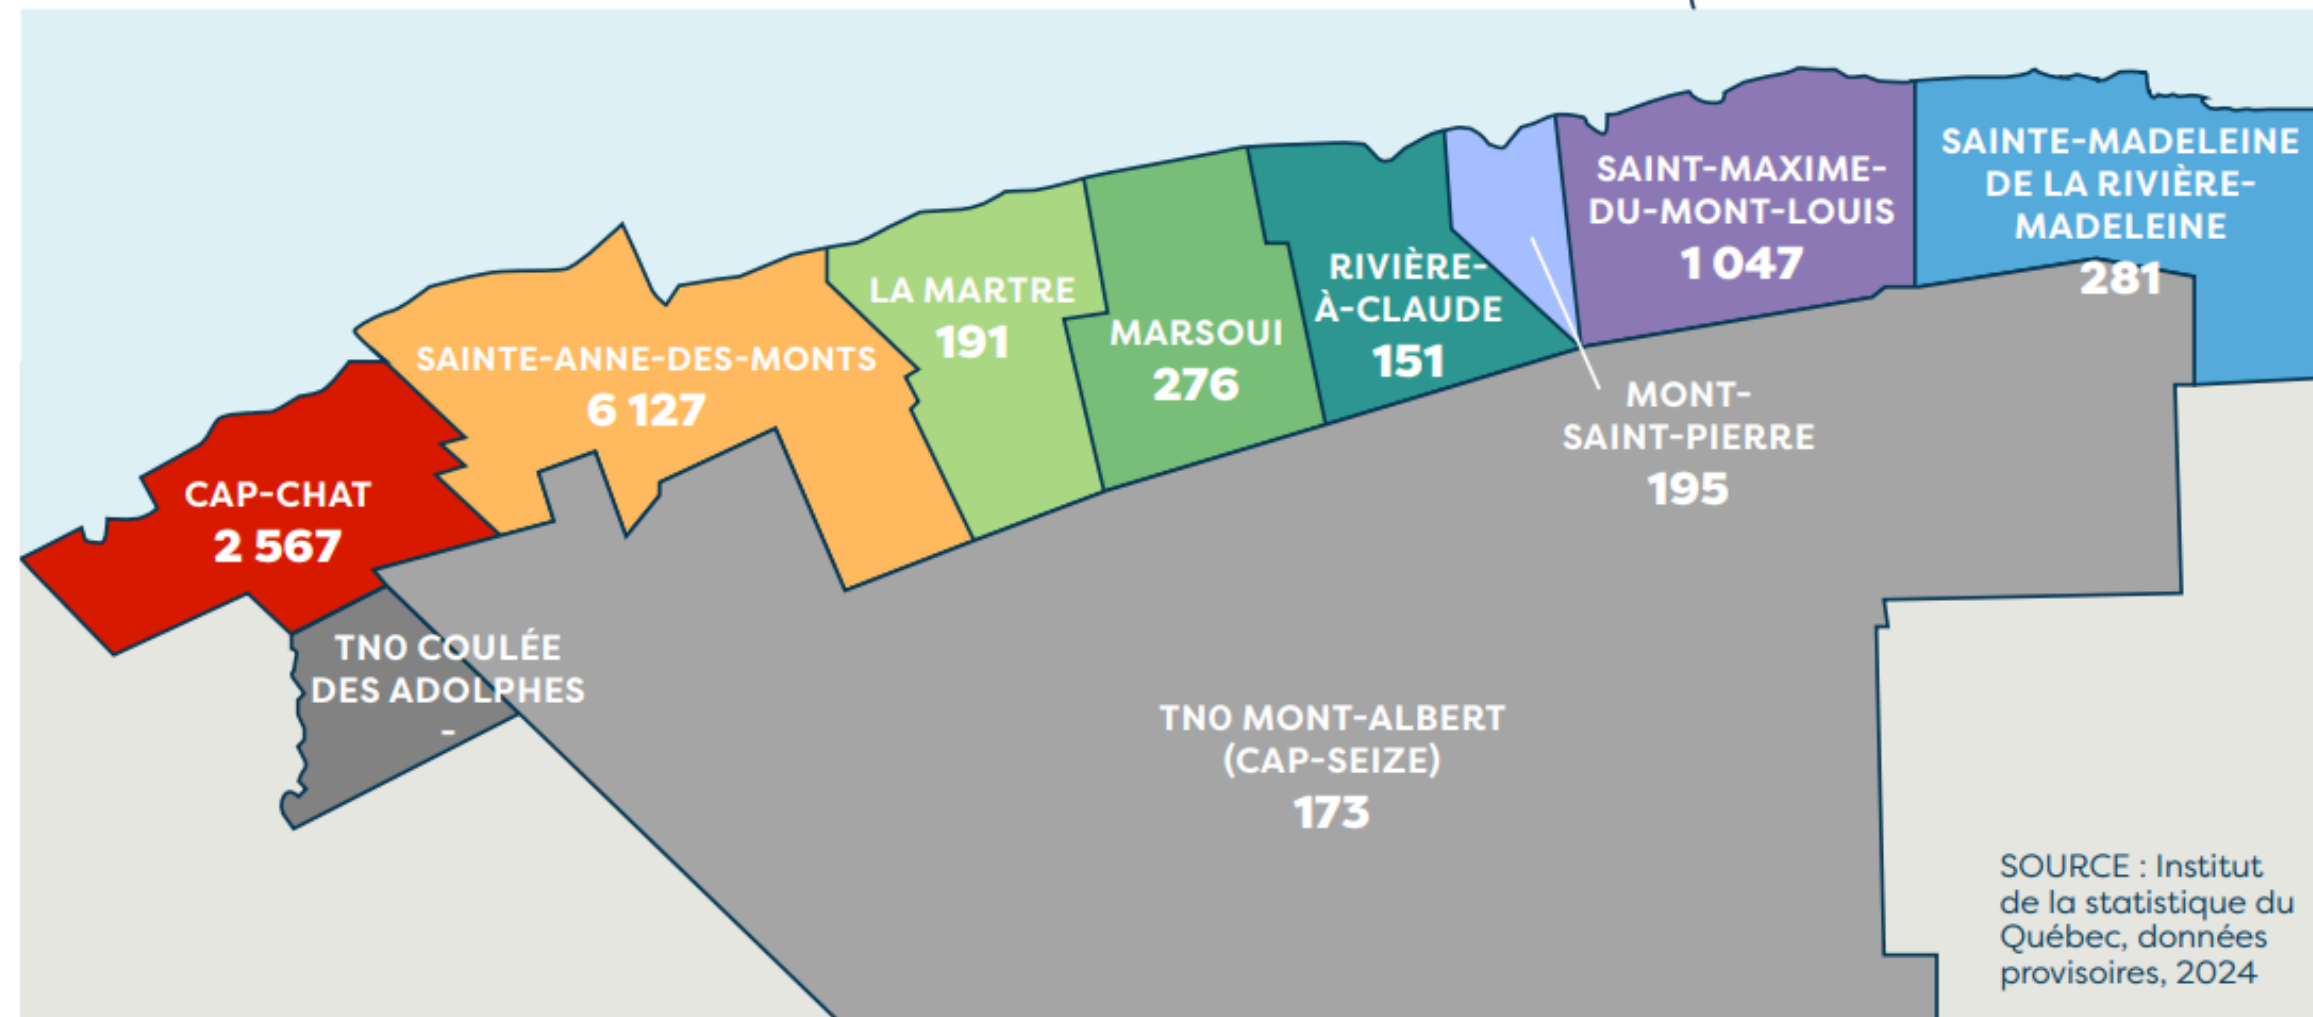 CAP-CHAT
2 567
SAINTE-ANNE-DES-MONTS
6 127
LA MARTRE
191
MARSOUI
276
RIVIÈRE-
À-CLAUDE
151
MONT-
SAINT-PIERRE
195
SAINT-MAXIME-
DU-MONT-LOUIS
1 047
SAINTE-MADELEINE
DE LA RIVIÈRE-
MADELEINE
281
TNO COULÉE
DES ADOLPHES
-
TNO MONT-ALBERT
(CAP-SEIZE)
173
SOURCE : Institut
de la statistique du
Québec, données
provisoires, 2024